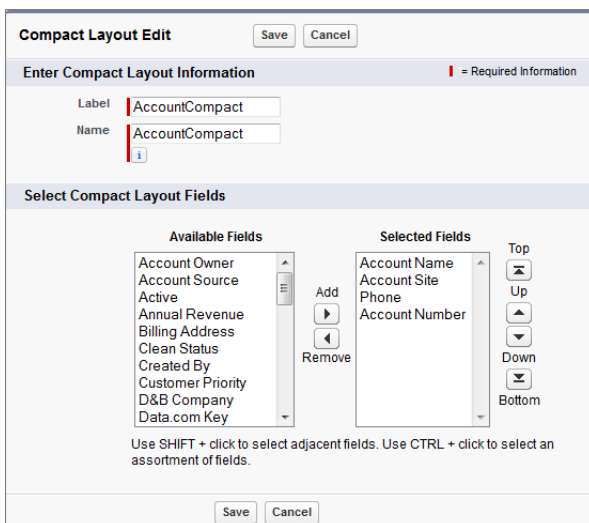 Compact Layout Edit
Save Cancel
Enter Compact Layout Information
= Required Information
Label AccountCompact
Name AccountCompact
i
Select Compact Layout Fields
Available Fields
Account Owner
Account Source
Active
Annual Revenue
Billing Address
Clean Status
Created By
Customer Priority
D&B Company
Data.com Key
Add
Remove
Selected Fields
Account Name
Account Site
Phone
Account Number
Top
Up
Down
Bottom
Use SHIFT + click to select adjacent fields. Use CTRL + click to select an
assortment of fields.
Save Cancel